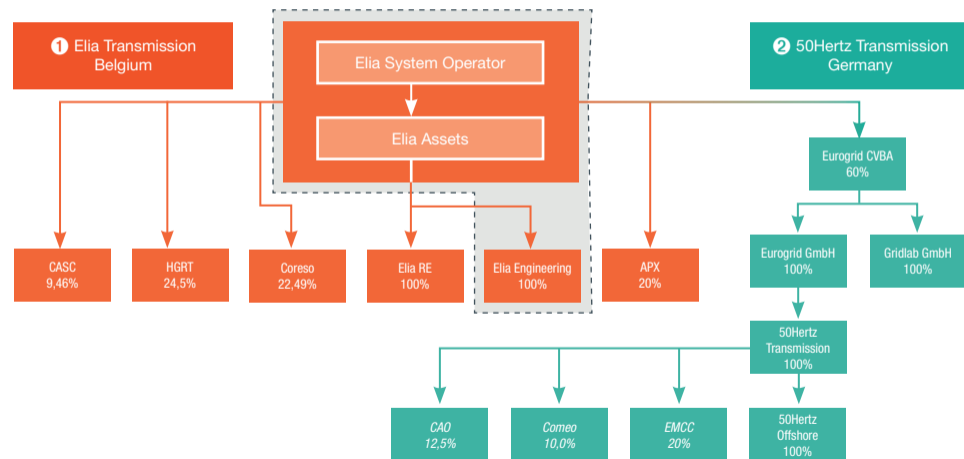 ❶ Elia Transmission
Belgium
Elia System Operator
Elia Assets
❷ 50Hertz Transmission
Germany
Eurogrid CVBA
60%
CASC
9,46%
HGRT
24,5%
Coreso
22,49%
Elia RE
100%
Elia Engineering
100%
APX
20%
Eurogrid GmbH
100%
Gridlab GmbH
100%
50Hertz
Transmission
100%
CAO
12,5%
Comeo
10,0%
EMCC
20%
50Hertz
Offshore
100%